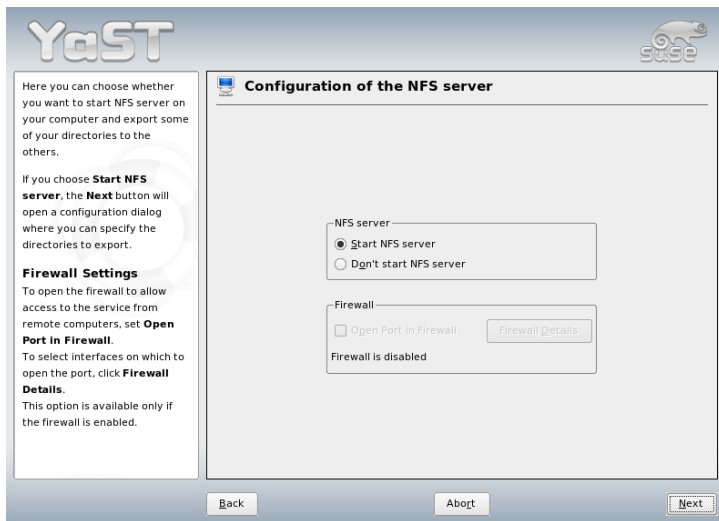 YaST
SUSE
Here you can choose whether
you want to start NFS server on
your computer and export some
of your directories to the
others.
If you choose Start NFS
server, the Next button will
open a configuration dialog
where you can specify the
directories to export.
Firewall Settings
To open the firewall to allow
access to the service from
remote computers, set Open
Port in Firewall.
To select interfaces on which to
open the port, click Firewall
Details.
This option is available only if
the firewall is enabled.
Configuration of the NFS server
NFS server
Start NFS server
Don't start NFS server
Firewall
Open Port in Firewall
Firewall Details
Firewall is disabled
Back
Abort
Next